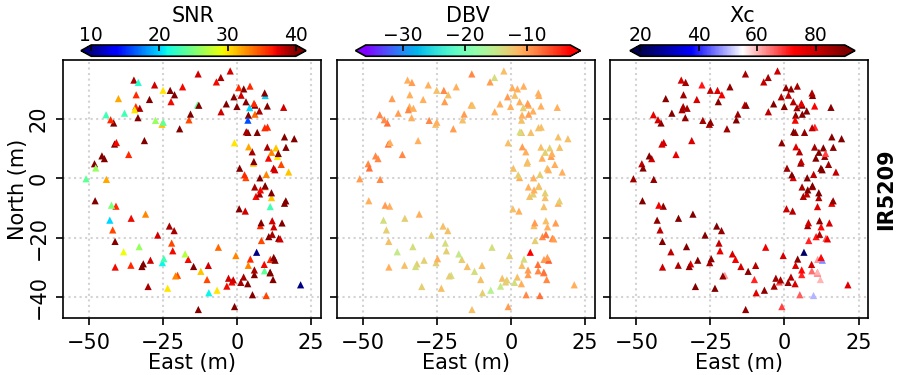 SNR DBV Xc
10 20 30 40 −30 −20 −10 20 40 60 80
North (m)
20
0
−20
−40
−50 −25 0 25 −50 −25 0 25 −50 −25 0 25
East (m) East (m) East (m)
IR5209